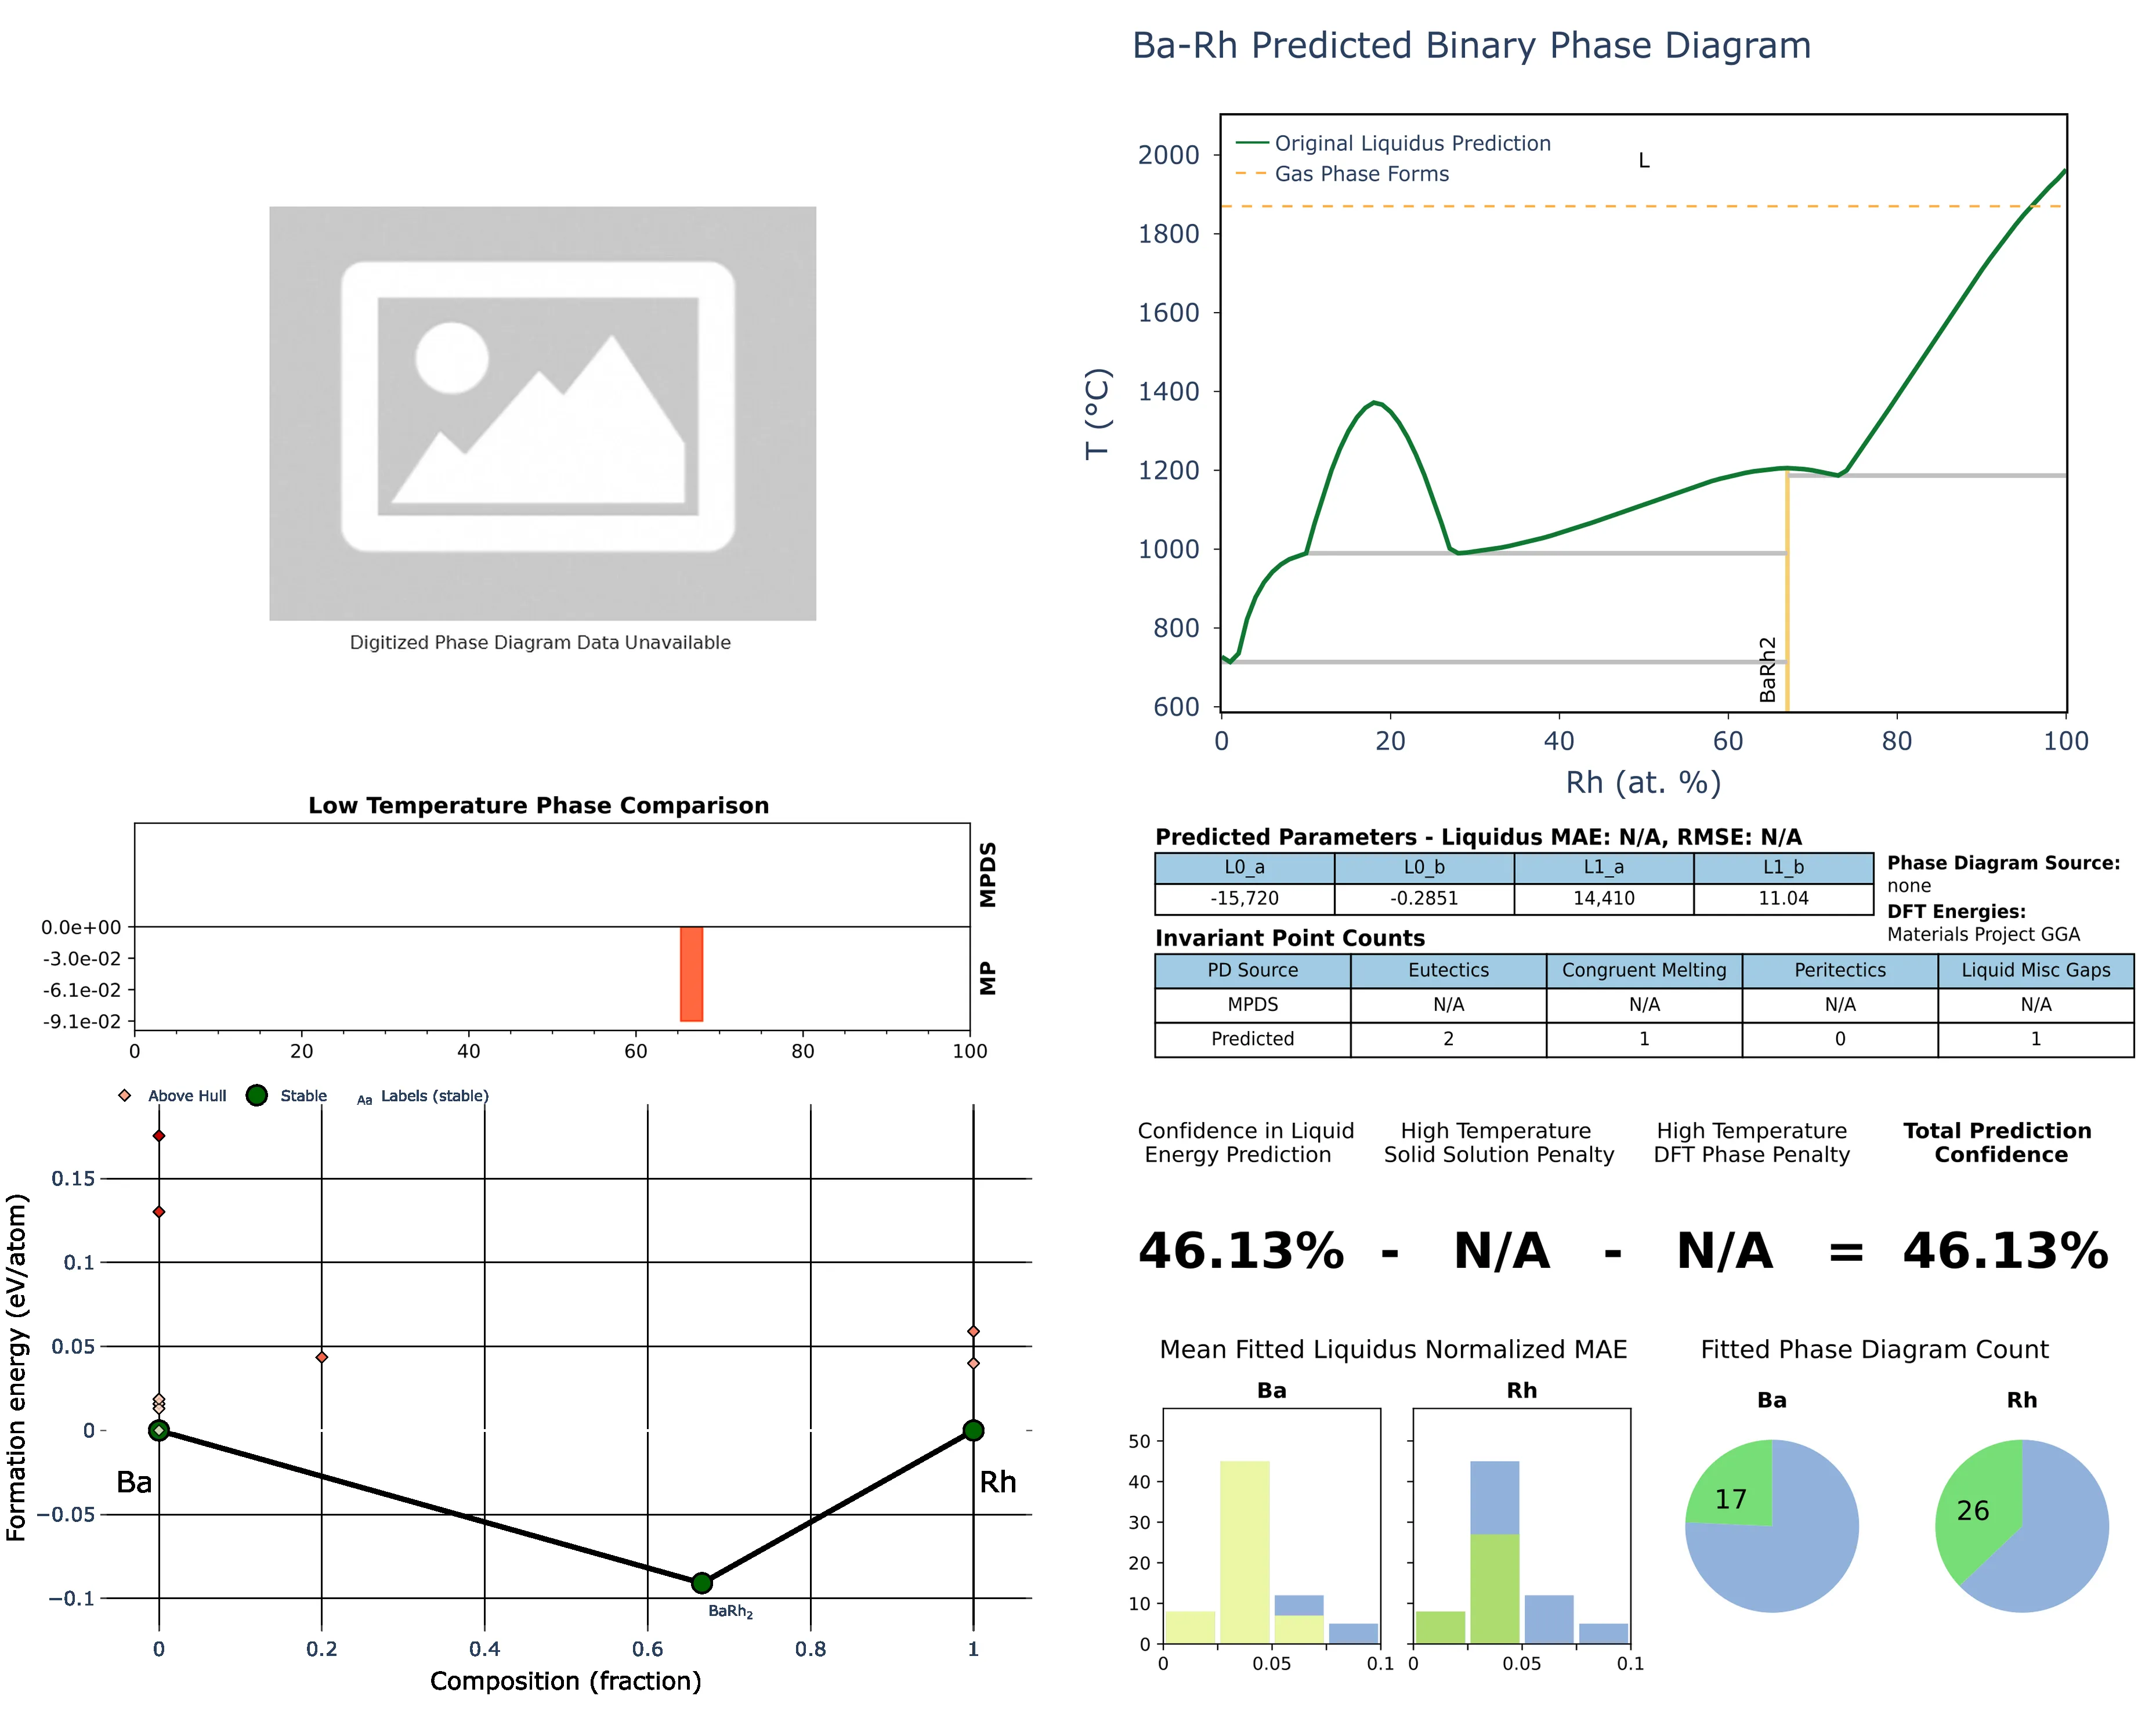 Ba-Rh Predicted Binary Phase Diagram
Original Liquidus Prediction
Gas Phase Forms
L
2000
1800
1600
1400
1200
1000
800
600
T (°C)
BaRh2
0 20 40 60 80 100
Rh (at. %)
Digitized Phase Diagram Data Unavailable
Low Temperature Phase Comparison
MPDS
MP
0.0e+00
-3.0e-02
-6.1e-02
-9.1e-02
0 20 40 60 80 100
Predicted Parameters - Liquidus MAE: N/A, RMSE: N/A
L0_a L0_b L1_a L1_b
-15,720 -0.2851 14,410 11.04
Phase Diagram Source:
none
DFT Energies:
Materials Project GGA
Invariant Point Counts
PD Source Eutectics Congruent Melting Peritectics Liquid Misc Gaps
MPDS N/A N/A N/A N/A
Predicted 2 1 0 1
Above Hull Stable Aa Labels (stable)
0.15
0.1
0.05
0
−0.05
−0.1
Formation energy (eV/atom)
Ba
Rh
BaRh2
0 0.2 0.4 0.6 0.8 1
Composition (fraction)
Confidence in Liquid
Energy Prediction
High Temperature
Solid Solution Penalty
High Temperature
DFT Phase Penalty
Total Prediction
Confidence
46.13% - N/A - N/A = 46.13%
Mean Fitted Liquidus Normalized MAE
Ba
Rh
50
40
30
20
10
0
0 0.05 0.1
0 0.05 0.1
Fitted Phase Diagram Count
Ba
Rh
17
26